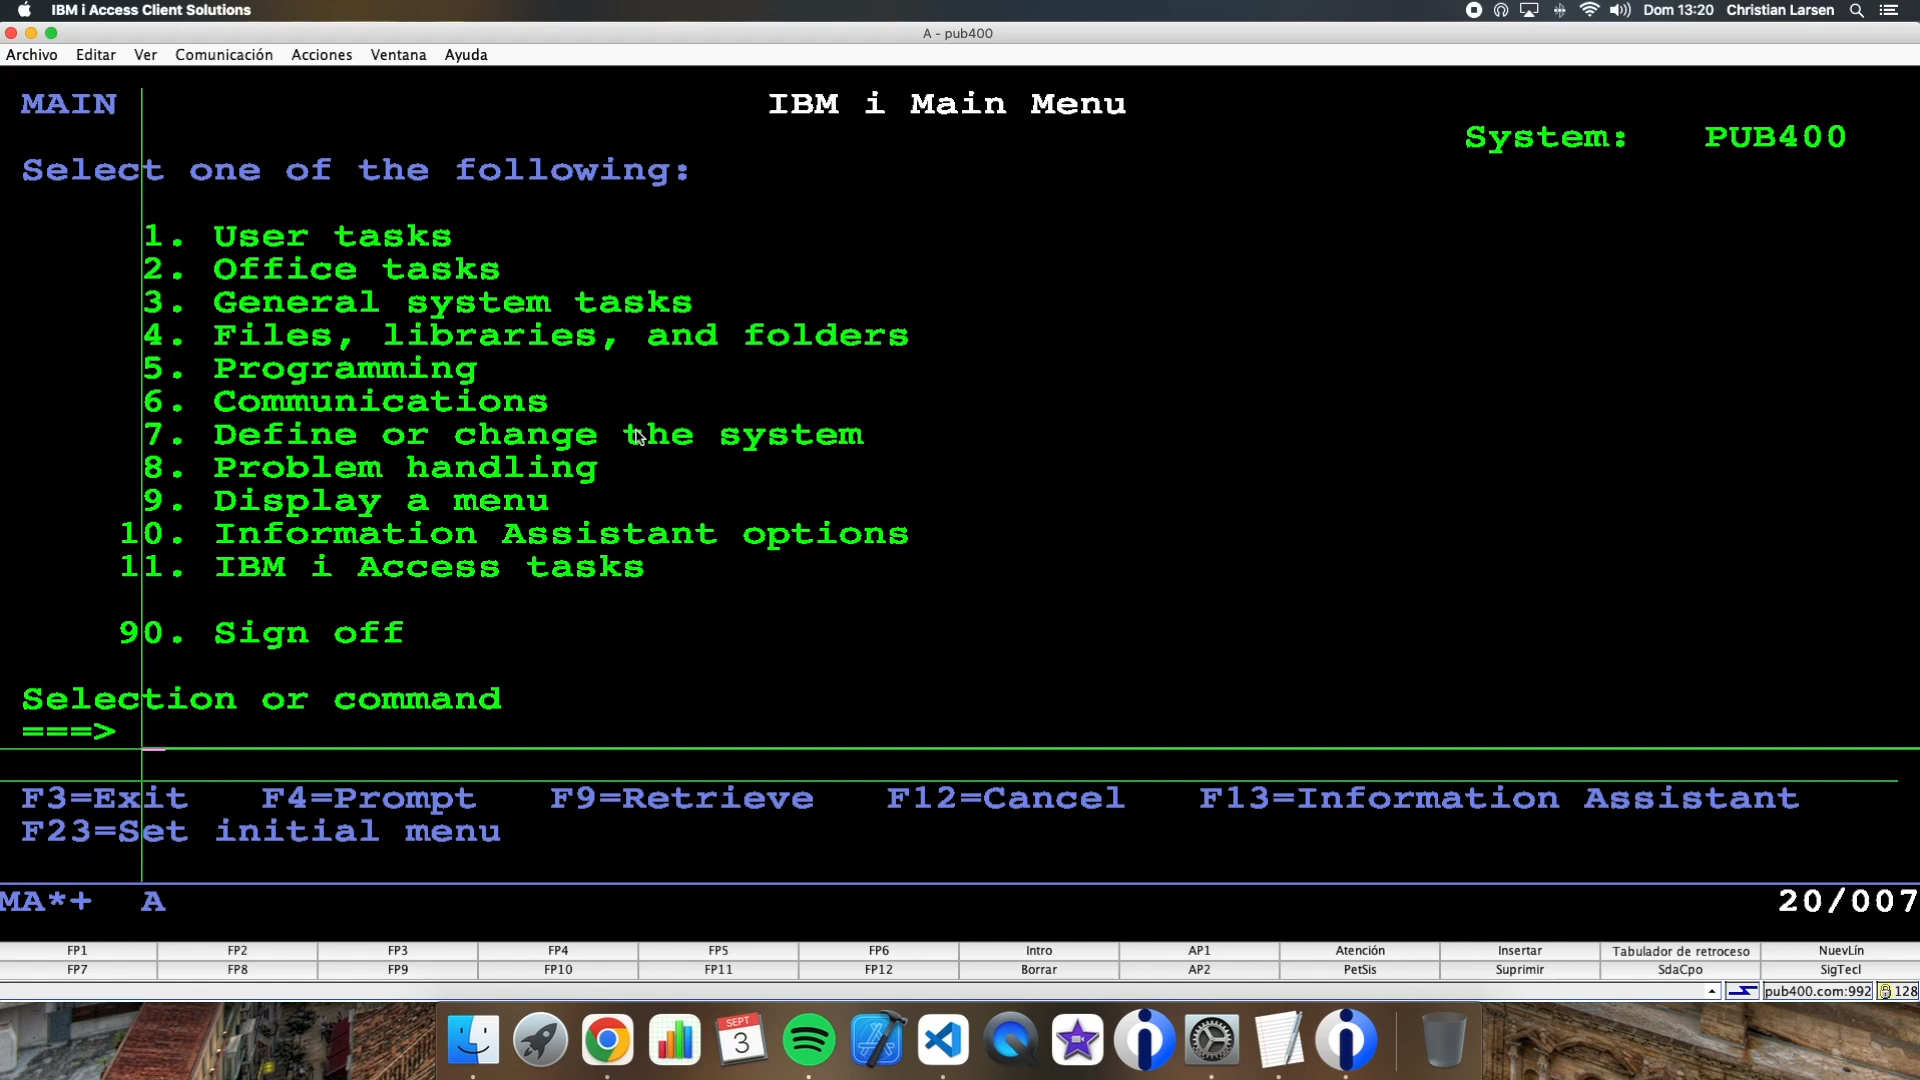 IBM i Access Client Solutions Dom 13:20 Christian Larsen
A - pub400
Archivo Editar Ver Comunicación Acciones Ventana Ayuda
MAIN IBM i Main Menu
System: PUB400
Select one of the following:
1. User tasks
2. Office tasks
3. General system tasks
4. Files, libraries, and folders
5. Programming
6. Communications
7. Define or change the system
8. Problem handling
9. Display a menu
10. Information Assistant options
11. IBM i Access tasks
90. Sign off
Selection or command
===>
F3=Exit F4=Prompt F9=Retrieve F12=Cancel F13=Information Assistant
F23=Set initial menu
MA*+ A 20/007
FP1 FP2 FP3 FP4 FP5 FP6 Intro AP1 Atención Insertar Tabulador de retroceso NuevLín
FP7 FP8 FP9 FP10 FP11 FP12 Borrar AP2 PetSis Suprimir SdaCpo SigTecl
pub400.com:992 128
SEPT
3